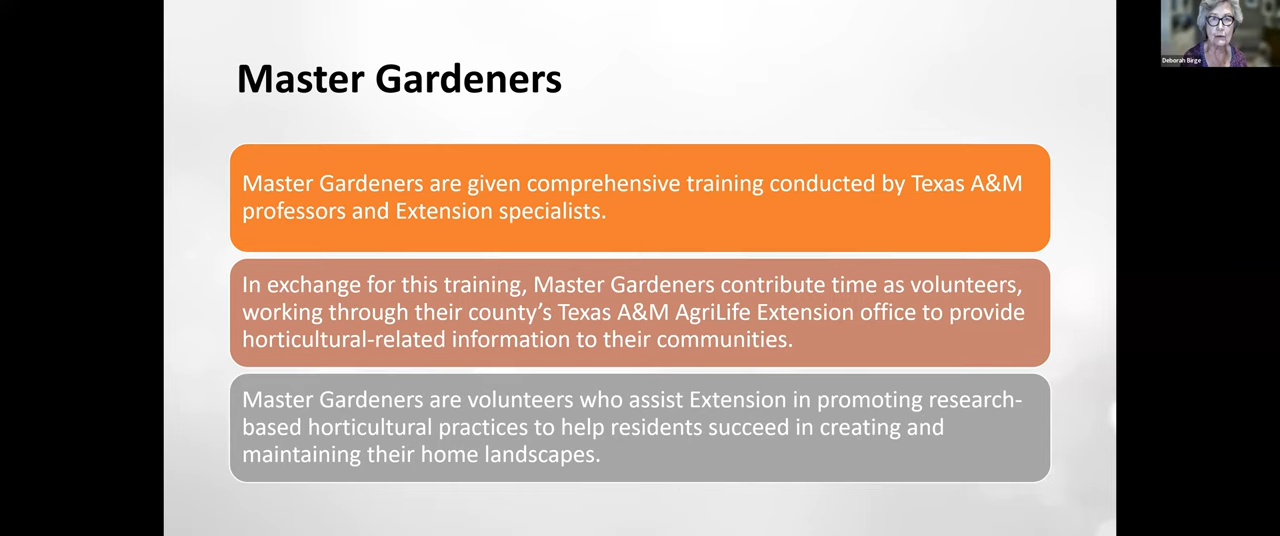 Master Gardeners
Master Gardeners are given comprehensive training conducted by Texas A&M
professors and Extension specialists.
In exchange for this training, Master Gardeners contribute time as volunteers,
working through their county’s Texas A&M AgriLife Extension office to provide
horticultural-related information to their communities.
Master Gardeners are volunteers who assist Extension in promoting research-
based horticultural practices to help residents succeed in creating and
maintaining their home landscapes.
Deborah Birge